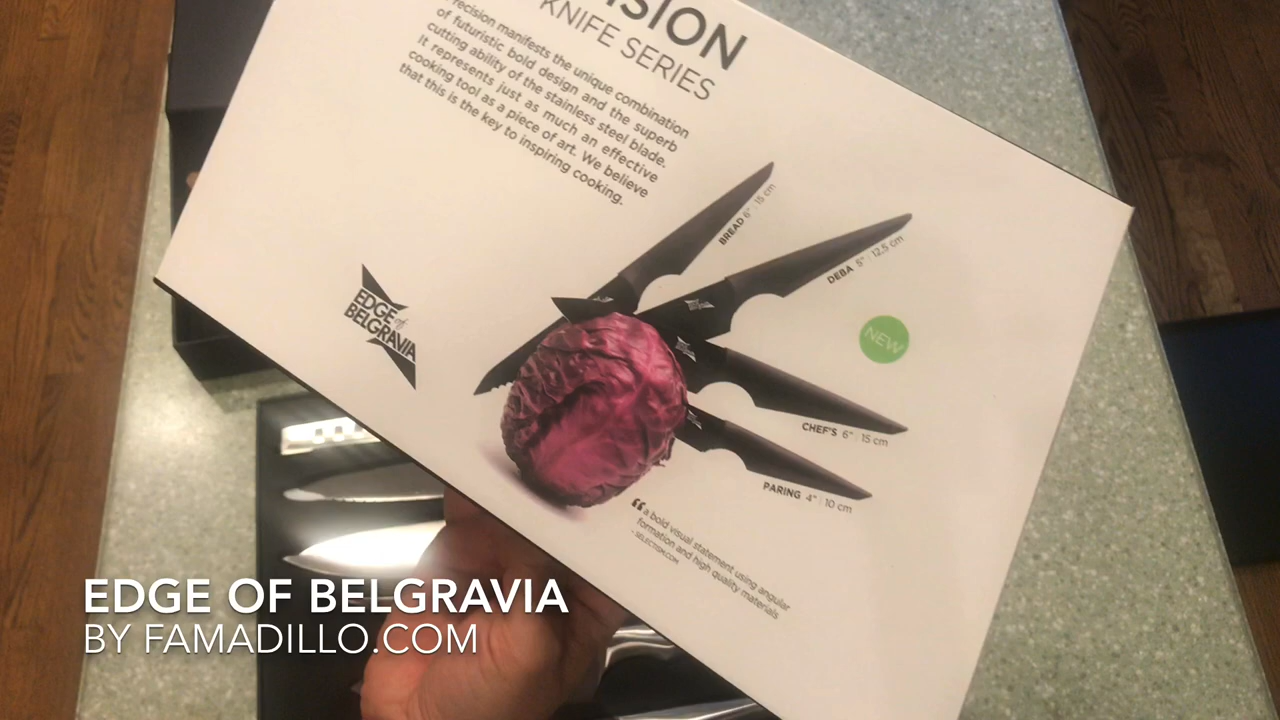 ISION
KNIFE SERIES
Precision manifests the unique combination
of futuristic bold design and the superb
cutting ability of the stainless steel blade.
It represents just as much an effective
cooking tool as a piece of art. We believe
that this is the key to inspiring cooking.
BREAD 6" | 15 cm
DEBA 5" | 12,5 cm
EDGE of
BELGRAVIA
NEW
CHEF'S 6" | 15 cm
PARING 4" | 10 cm
“ a bold visual statement using angular
formation and high quality materials
- SELECTISM.COM
EDGE OF BELGRAVIA
BY FAMADILLO.COM